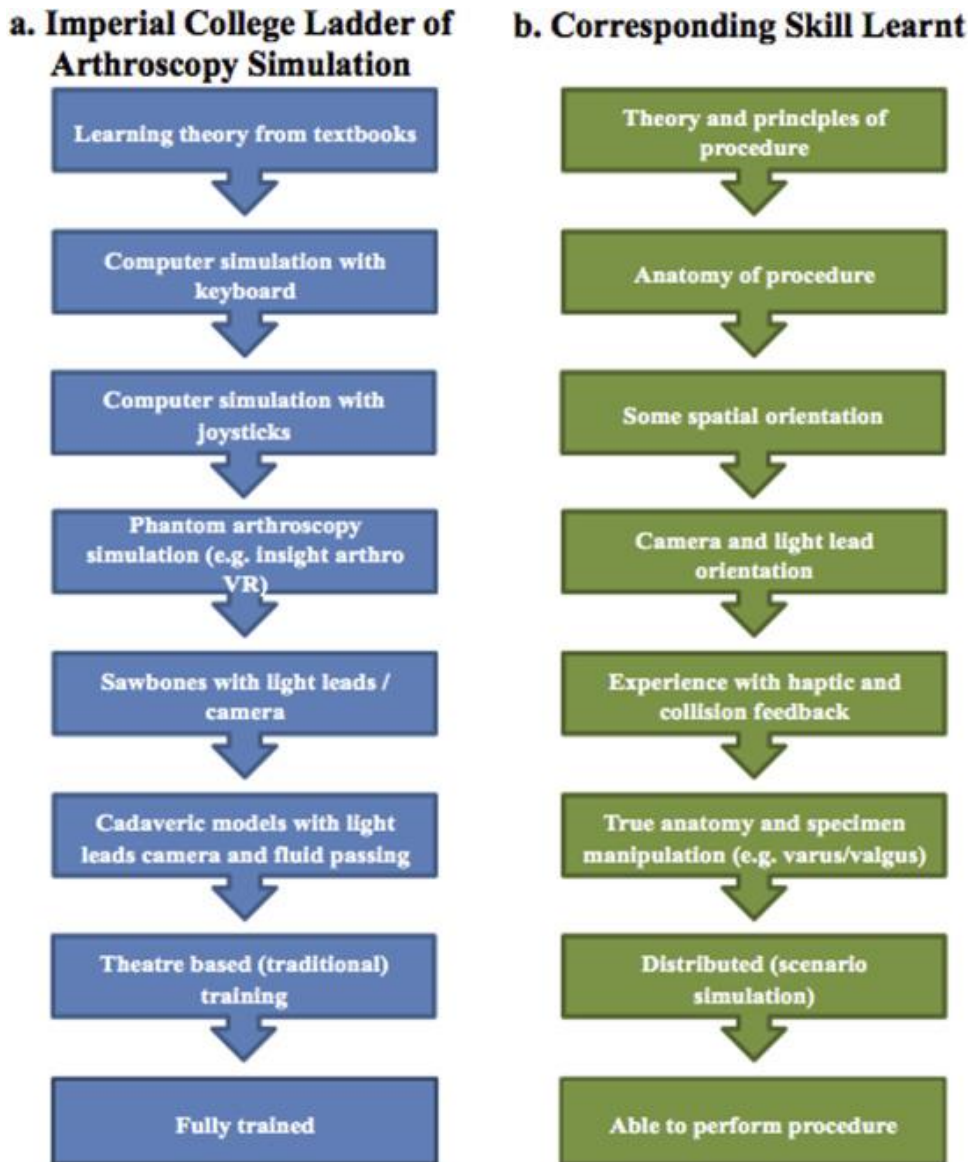 a. Imperial College Ladder of
Arthroscopy Simulation
Learning theory from textbooks
Computer simulation with
keyboard
Computer simulation with
joysticks
Phantom arthroscopy
simulation (e.g. insight arthro
VR)
Sawbones with light leads /
camera
Cadaveric models with light
leads camera and fluid passing
Theatre based (traditional)
training
Fully trained
b. Corresponding Skill Learnt
Theory and principles of
procedure
Anatomy of procedure
Some spatial orientation
Camera and light lead
orientation
Experience with haptic and
collision feedback
True anatomy and specimen
manipulation (e.g. varus/valgus)
Distributed (scenario
simulation)
Able to perform procedure